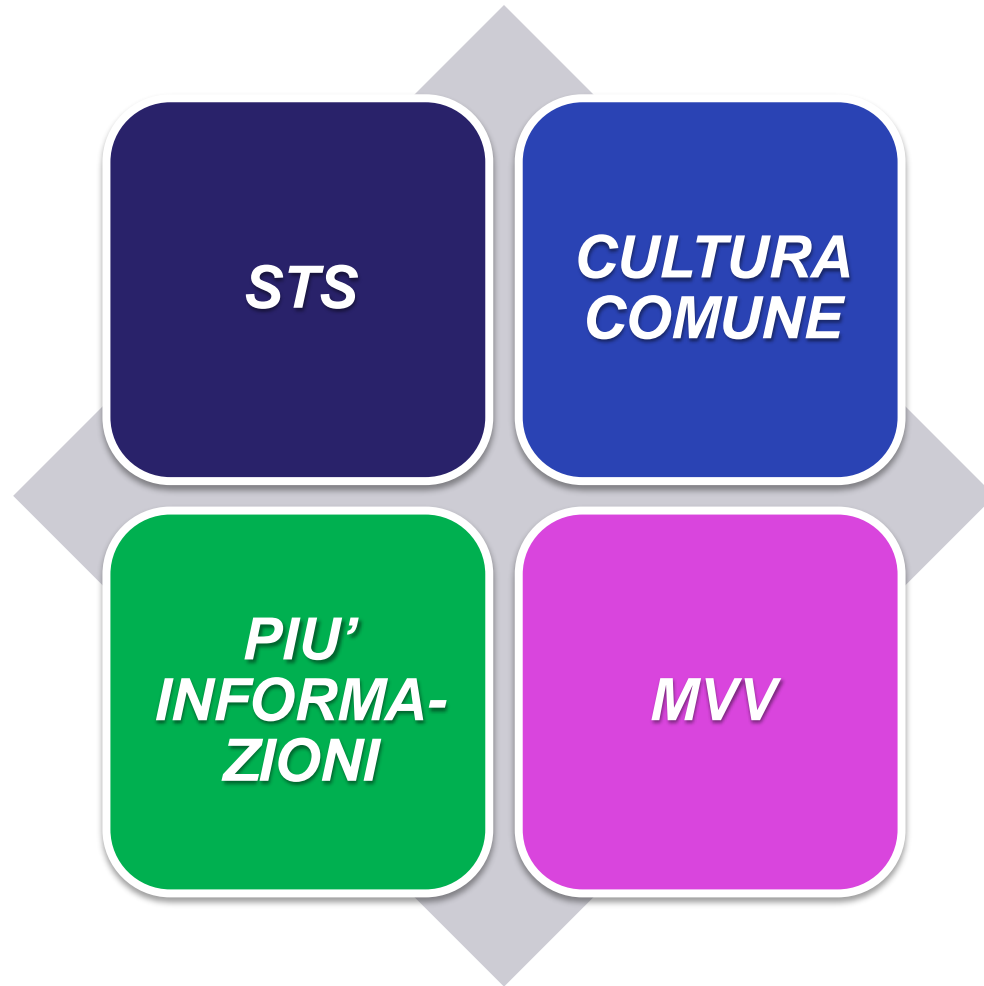 STS
CULTURA
COMUNE
PIU’
INFORMA-
ZIONI
MVV